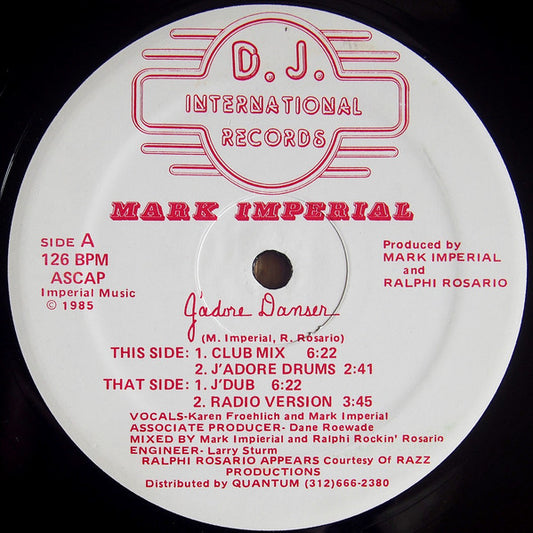 D. J.
INTERNATIONAL
RECORDS
MARK IMPERIAL
SIDE A
126 BPM
ASCAP
Imperial Music
© 1985
Produced by
MARK IMPERIAL
and
RALPHI ROSARIO
J'adore Danser
(M. Imperial, R. Rosario)
THIS SIDE: 1. CLUB MIX 6:22
2. J'ADORE DRUMS 2:41
THAT SIDE: 1. J'DUB 6:22
2. RADIO VERSION 3:45
VOCALS-Karen Froehlich and Mark Imperial
ASSOCIATE PRODUCER- Dane Roewade
MIXED BY Mark Impierial and Ralphi Rockin' Rosario
ENGINEER- Larry Sturm
RALPHI ROSARIO APPEARS Courtesy Of RAZZ
PRODUCTIONS
Distributed by QUANTUM (312)666-2380